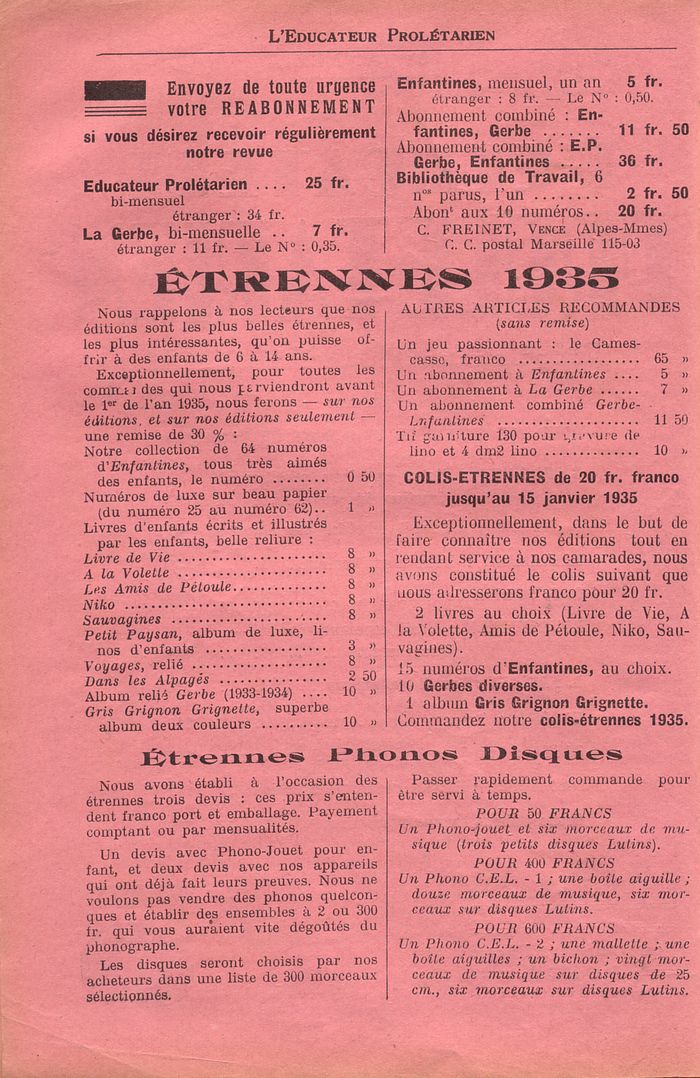 L'EDUCATEUR PROLÉTARIEN
Envoyez de toute urgence
votre REABONNEMENT
si vous désirez recevoir régulièrement
notre revue
Educateur Prolétarien .... 25 fr.
bi-mensuel
étranger : 34 fr.
La Gerbe, bi-mensuelle .. 7 fr.
étranger : 11 fr. — Le N° : 0,35.
Enfantines, mensuel, un an 5 fr.
étranger : 8 fr. — Le N° : 0,50.
Abonnement combiné : En-
fantines, Gerbe ....... 11 fr. 50
Abonnement combiné : E.P.
Gerbe, Enfantines ..... 36 fr.
Bibliothèque de Travail, 6
nos parus, l'un ........ 2 fr. 50
Abont aux 10 numéros.. 20 fr.
C. FREINET, VENCE (Alpes-Mmes)
C. C. postal Marseille 115-03
ÉTRENNES 1935
Nous rappelons à nos lecteurs que nos
éditions sont les plus belles étrennes, et
les plus intéressantes, qu'on puisse of-
frir à des enfants de 6 à 14 ans.
Exceptionnellement, pour toutes les
commandes qui nous parviendront avant
le 1er de l'an 1935, nous ferons — sur nos
éditions, et sur nos éditions seulement —
une remise de 30 % :
Notre collection de 64 numéros
d'Enfantines, tous très aimés
des enfants, le numéro ........ 0 50
Numéros de luxe sur beau papier
(du numéro 25 au numéro 62).. 1 »
Livres d'enfants écrits et illustrés
par les enfants, belle reliure :
Livre de Vie ...................... 8 »
A la Volette ...................... 8 »
Les Amis de Pétoule.............. 8 »
Niko .............................. 8 »
Sauvagines ....................... 8 »
Petit Paysan, album de luxe, li-
nos d'enfants .................. 3 »
Voyages, relié .................... 8 »
Dans les Alpages ................. 2 50
Album relié Gerbe (1933-1934) .... 10 »
Gris Grignon Grignette, superbe
album deux couleurs .......... 10 »
AUTRES ARTICLES RECOMMANDES
(sans remise)
Un jeu passionnant : le Cames-
casse, franco .................. 65 »
Un abonnement à Enfantines .... 5 »
Un abonnement à La Gerbe ...... 7 »
Un abonnement combiné Gerbe-
Enfantines ..................... 11 50
Tif garniture 130 pour gravure de
lino et 4 dm2 lino .............. 10 »
COLIS-ETRENNES de 20 fr. franco
jusqu'au 15 janvier 1935
Exceptionnellement, dans le but de
faire connaître nos éditions tout en
rendant service à nos camarades, nous
avons constitué le colis suivant que
nous adresserons franco pour 20 fr.
2 livres au choix (Livre de Vie, A
la Volette, Amis de Pétoule, Niko, Sau-
vagines).
15 numéros d'Enfantines, au choix.
10 Gerbes diverses.
1 album Gris Grignon Grignette.
Commandez notre colis-étrennes 1935.
Étrennes Phonos Disques
Nous avons établi à l'occasion des
étrennes trois devis : ces prix s'enten-
dent franco port et emballage. Payement
comptant ou par mensualités.
Un devis avec Phono-Jouet pour en-
fant, et deux devis avec nos appareils
qui ont déjà fait leurs preuves. Nous ne
voulons pas vendre des phonos quelcon-
ques et établir des ensembles à 2 ou 300
fr. qui vous auraient vite dégoûtés du
phonographe.
Les disques seront choisis par nos
acheteurs dans une liste de 300 morceaux
sélectionnés.
Passer rapidement commande pour
être servi à temps.
POUR 50 FRANCS
Un Phono-jouet et six morceaux de mu-
sique (trois petits disques Lutins).
POUR 400 FRANCS
Un Phono C.E.L. - 1 ; une boîte aiguille ;
douze morceaux de musique, six mor-
ceaux sur disques Lutins.
POUR 600 FRANCS
Un Phono C.E.L. - 2 ; une mallette ; une
boîte aiguilles ; un bichon ; vingt mor-
ceaux de musique sur disques de 25
cm., six morceaux sur disques Lutins.